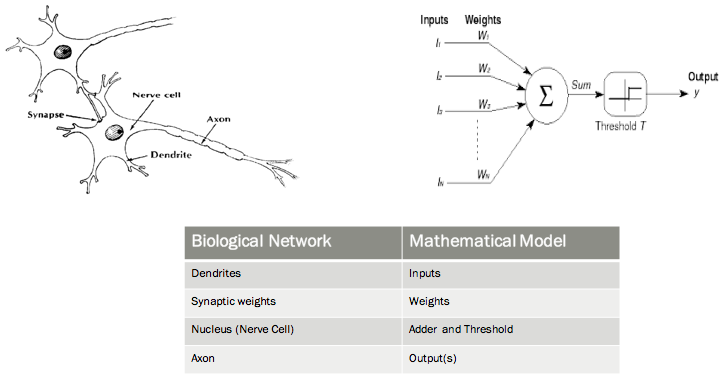 Nerve cell
Synapse
Axon
Dendrite
Inputs Weights
I₁ W₁
I₂ W₂
I₃ W₃
Iₙ Wₙ
Σ
Sum
Threshold T
Output
y
Biological Network Mathematical Model
Dendrites Inputs
Synaptic weights Weights
Nucleus (Nerve Cell) Adder and Threshold
Axon Output(s)